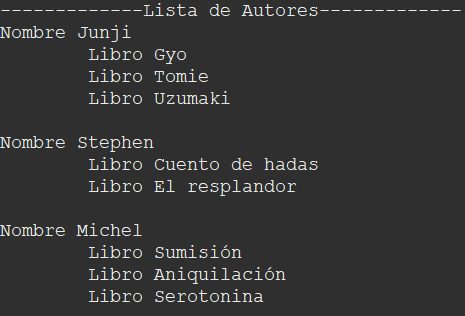 -------------Lista de Autores-------------
Nombre Junji
        Libro Gyo
        Libro Tomie
        Libro Uzumaki

Nombre Stephen
        Libro Cuento de hadas
        Libro El resplandor

Nombre Michel
        Libro Sumisión
        Libro Aniquilación
        Libro Serotonina